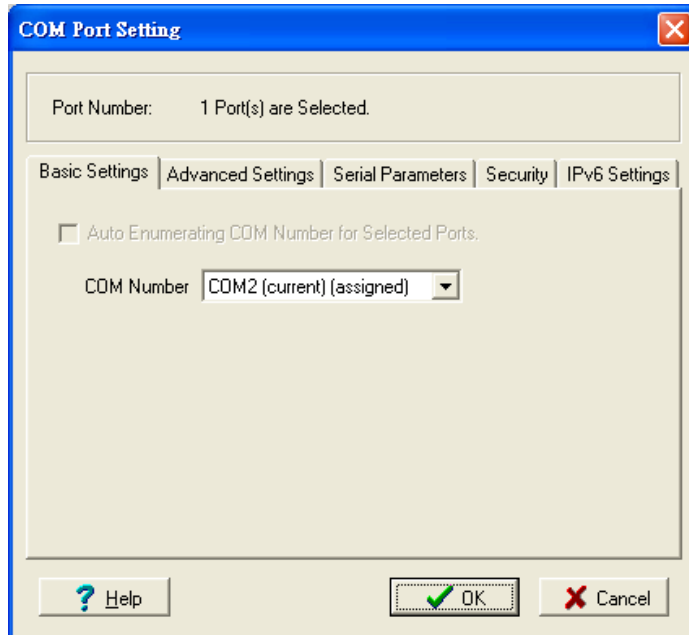 COM Port Setting
Port Number: 1 Port(s) are Selected.
Basic Settings Advanced Settings Serial Parameters Security IPv6 Settings
Auto Enumerating COM Number for Selected Ports.
COM Number COM2 (current) (assigned)
Help OK Cancel